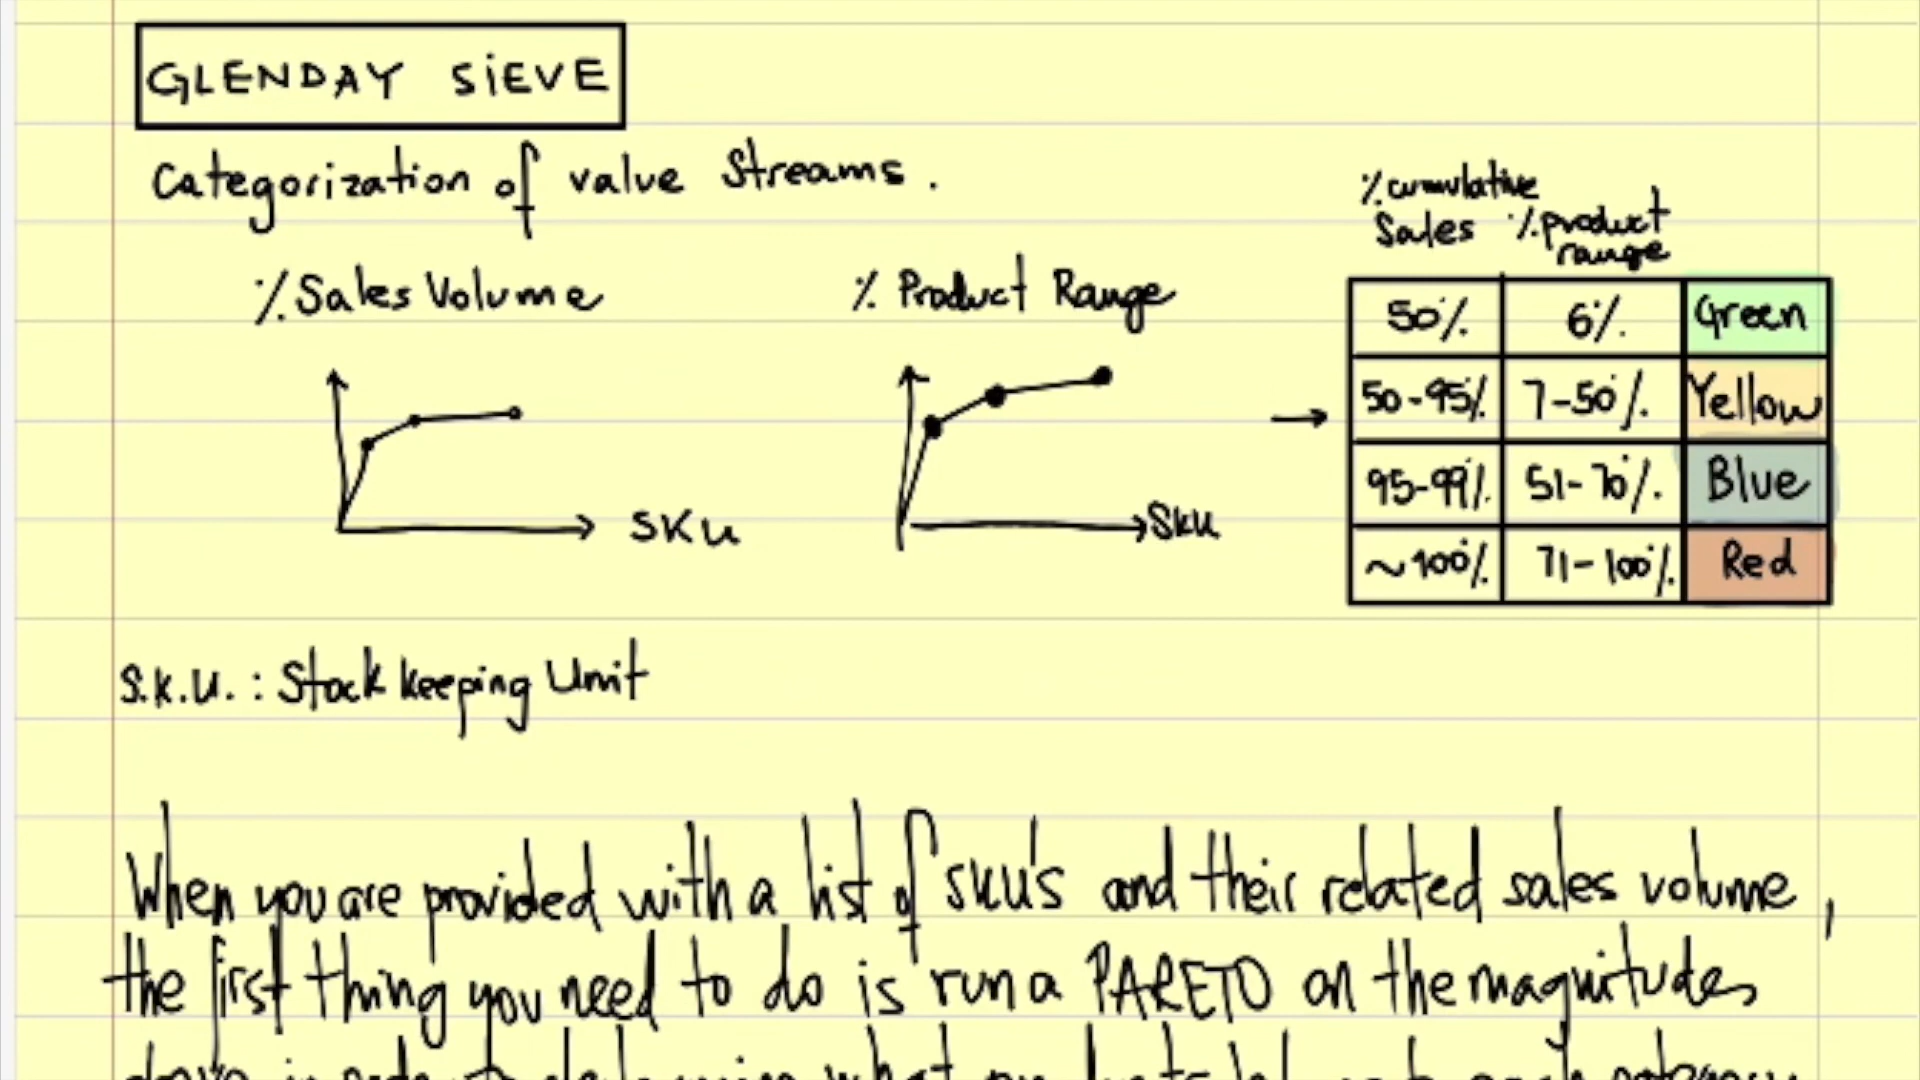 GLENDAY SiEVE
Categorization of value Streams.
% Sales Volume
% Product Range
% cumulative Sales
% product range
50% 6% Green
50-95% 7-50% Yellow
95-99% 51-70% Blue
~100% 71-100% Red
SKU
SKU
S.K.U.: Stock keeping Unit
When you are provided with a list of SKU's and their related sales volume,
the first thing you need to do is run a PARETO on the magnitudes